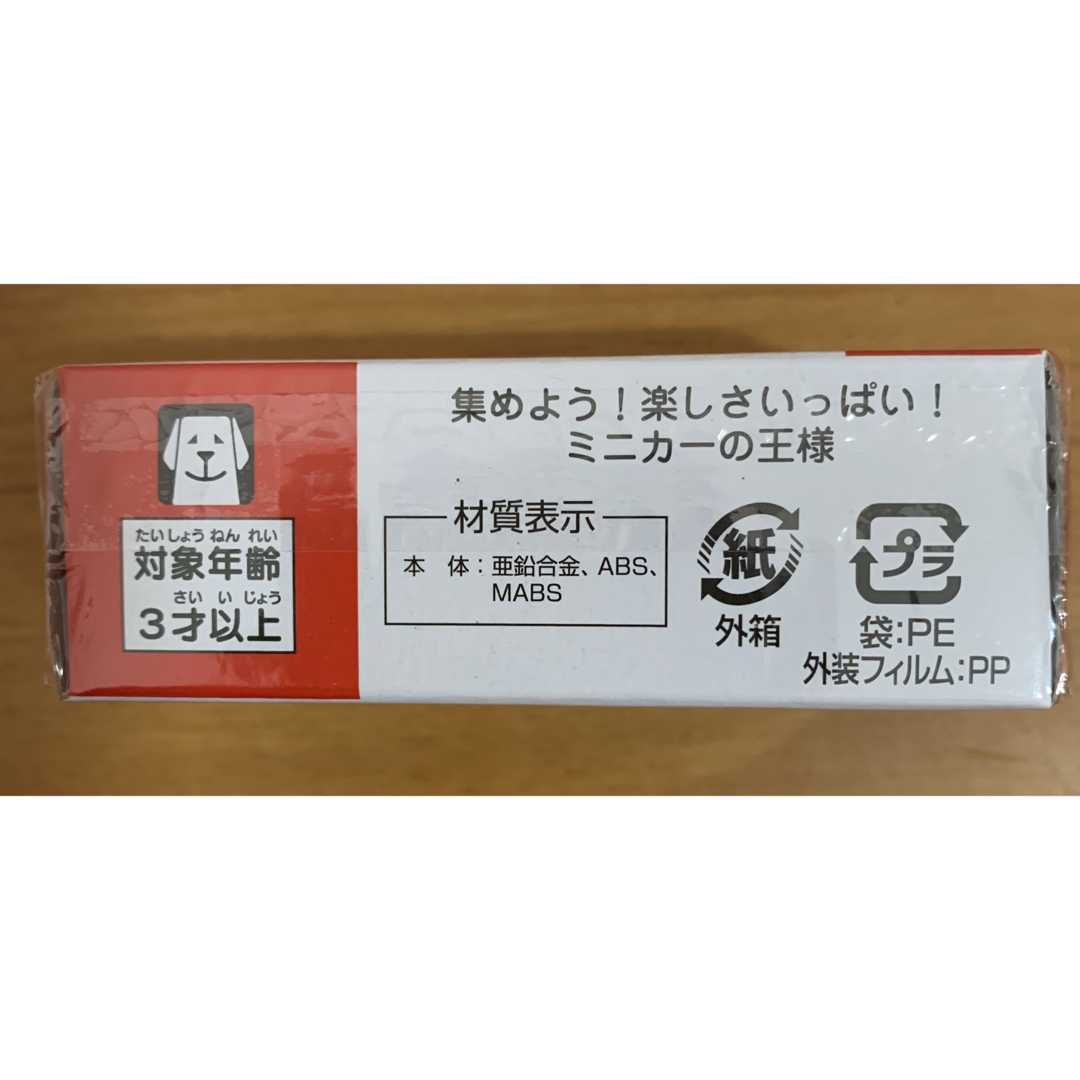 集めよう！楽しさいっぱい！
ミニカーの王様
たいしょう ねん れい
対象年齢
さい い じょう
3才以上
材質表示
本 体：亜鉛合金、ABS、
MABS
紙
外箱
プラ
袋：PE
外装フィルム：PP